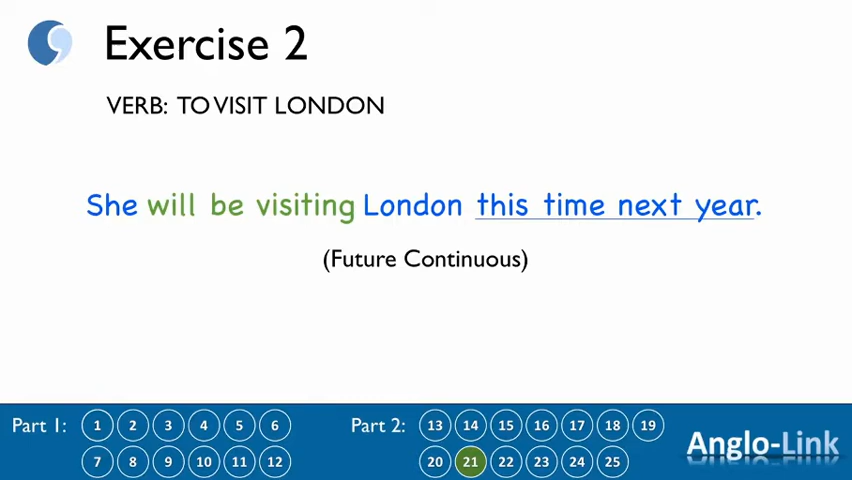 Exercise 2
VERB: TO VISIT LONDON
She will be visiting London this time next year.
(Future Continuous)
Part 1: 1 2 3 4 5 6 Part 2: 13 14 15 16 17 18 19
7 8 9 10 11 12 20 21 22 23 24 25
Anglo-Link